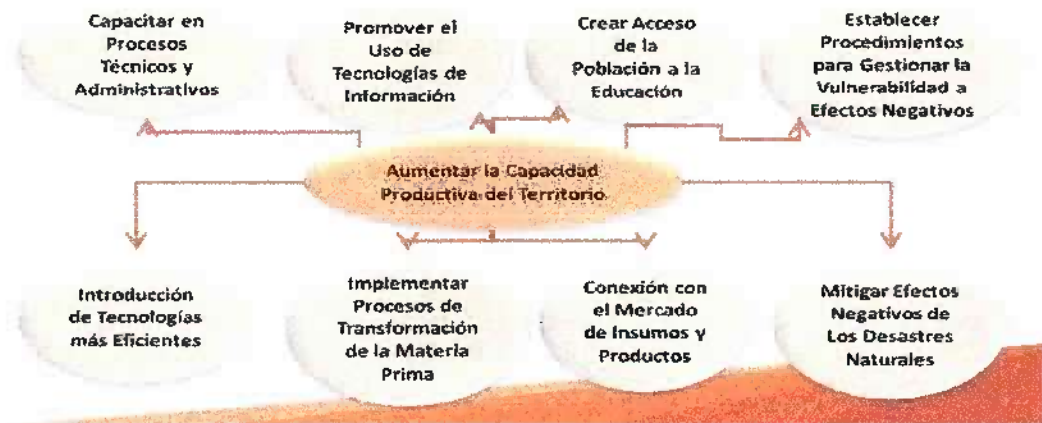 Capacitar en
Procesos
Técnicos y
Administrativos
Promover el
Uso de
Tecnologías de
Información
Crear Acceso
de la
Población a la
Educación
Establecer
Procedimientos
para Gestionar la
Vulnerabilidad a
Efectos Negativos
Aumentar la Capacidad
Productiva del Territorio
Introducción
de Tecnologías
más Eficientes
Implementar
Procesos de
Transformación
de la Materia
Prima
Conexión con
el Mercado
de Insumos y
Productos
Mitigar Efectos
Negativos de
Los Desastres
Naturales